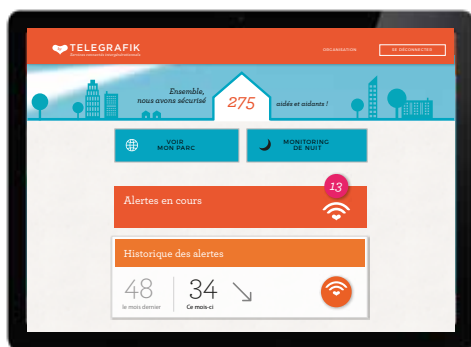 TELEGRAFIK
ORGANISATION
SE DÉCONNECTER
Ensemble,
nous avons sécurisé
275
aidés et aidants !
VOIR
MON PARC
MONITORING
DE NUIT
Alertes en cours
13
Historique des alertes
48
le mois dernier
34
Ce mois-ci